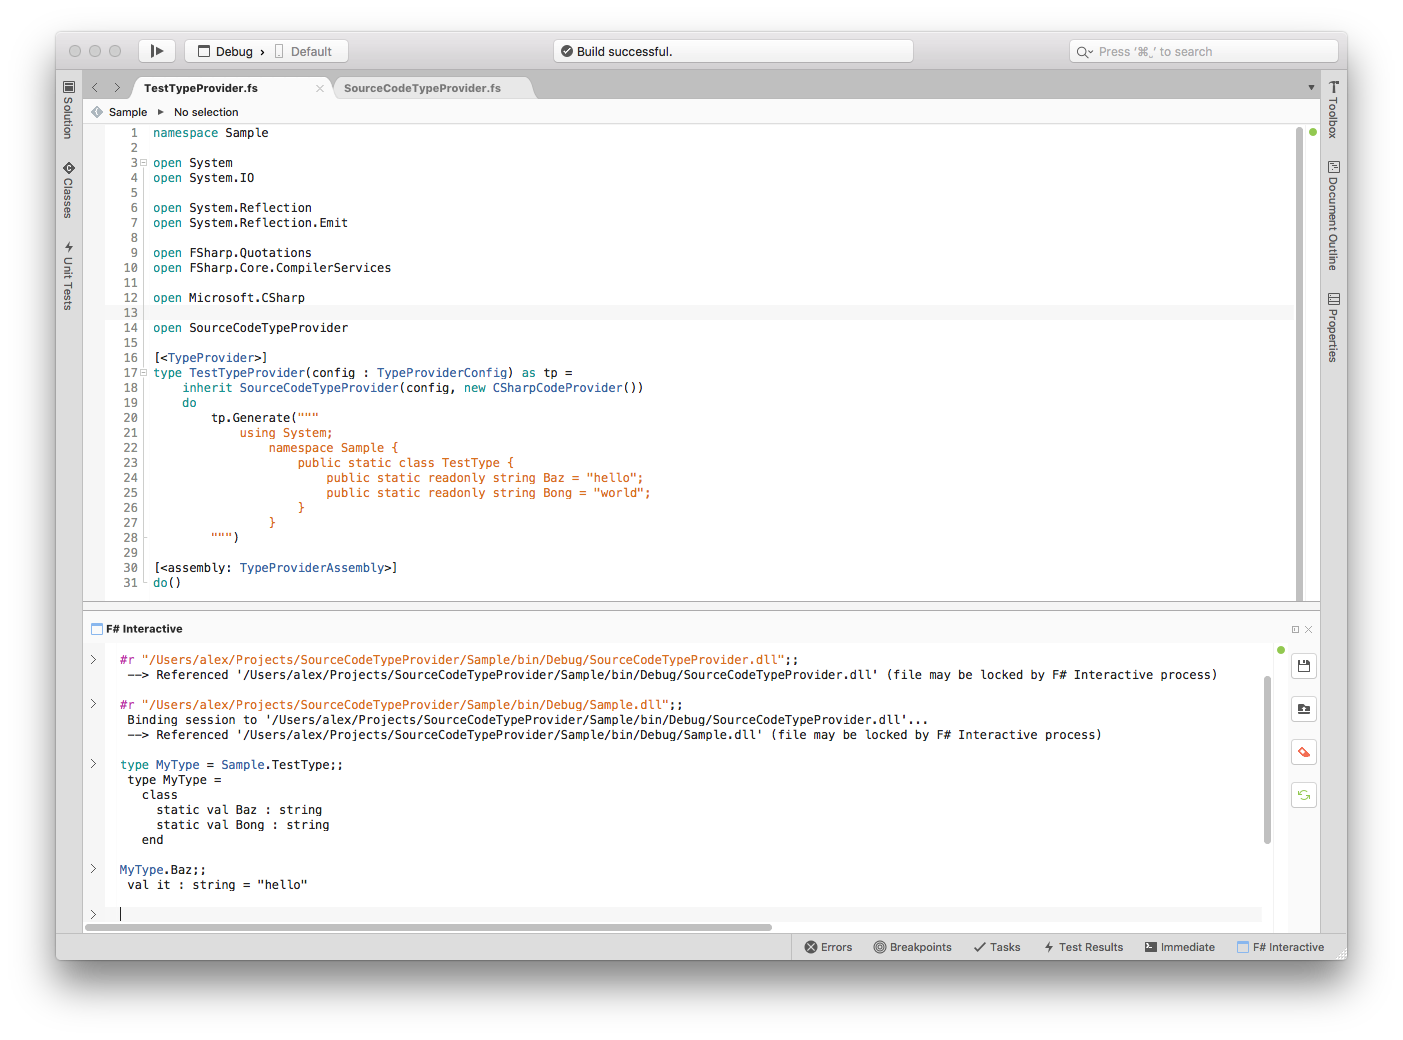 Debug › Default
Build successful.
Press ‘⌘.’ to search
Solution
Classes
Unit Tests
TestTypeProvider.fs
SourceCodeTypeProvider.fs
Sample ▸ No selection
1 namespace Sample
2
3 open System
4 open System.IO
5
6 open System.Reflection
7 open System.Reflection.Emit
8
9 open FSharp.Quotations
10 open FSharp.Core.CompilerServices
11
12 open Microsoft.CSharp
13
14 open SourceCodeTypeProvider
15
16 [<TypeProvider>]
17 type TestTypeProvider(config : TypeProviderConfig) as tp =
18     inherit SourceCodeTypeProvider(config, new CSharpCodeProvider())
19     do
20         tp.Generate("""
21             using System;
22                 namespace Sample {
23                     public static class TestType {
24                         public static readonly string Baz = "hello";
25                         public static readonly string Bong = "world";
26                     }
27                 }
28         """)
29
30 [<assembly: TypeProviderAssembly>]
31 do()
Toolbox
Document Outline
Properties
F# Interactive
> #r "/Users/alex/Projects/SourceCodeTypeProvider/Sample/bin/Debug/SourceCodeTypeProvider.dll";;
--> Referenced '/Users/alex/Projects/SourceCodeTypeProvider/Sample/bin/Debug/SourceCodeTypeProvider.dll' (file may be locked by F# Interactive process)
> #r "/Users/alex/Projects/SourceCodeTypeProvider/Sample/bin/Debug/Sample.dll";;
Binding session to '/Users/alex/Projects/SourceCodeTypeProvider/Sample/bin/Debug/SourceCodeTypeProvider.dll'...
--> Referenced '/Users/alex/Projects/SourceCodeTypeProvider/Sample/bin/Debug/Sample.dll' (file may be locked by F# Interactive process)
> type MyType = Sample.TestType;;
type MyType =
  class
    static val Baz : string
    static val Bong : string
  end
> MyType.Baz;;
val it : string = "hello"
>
Errors
Breakpoints
Tasks
Test Results
Immediate
F# Interactive